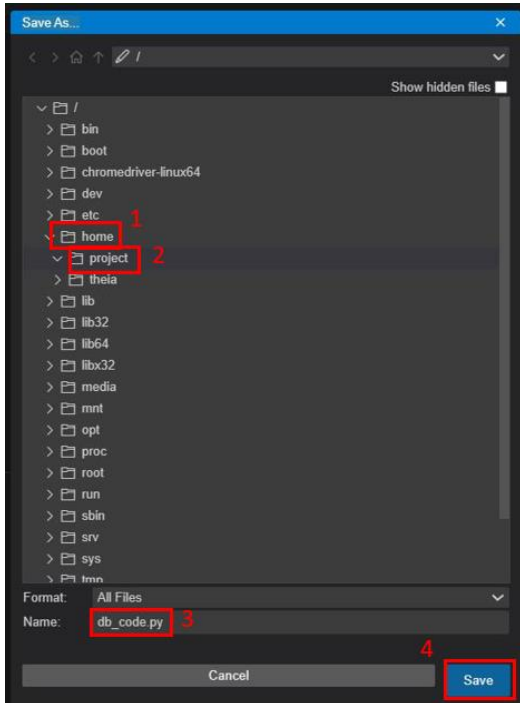 Save As...
/
Show hidden files
/
bin
boot
chromedriver-linux64
dev
etc
1
home
project 2
theia
lib
lib32
lib64
libx32
media
mnt
opt
proc
root
run
sbin
srv
sys
tmp
Format: All Files
Name: db_code.py 3
4
Cancel Save